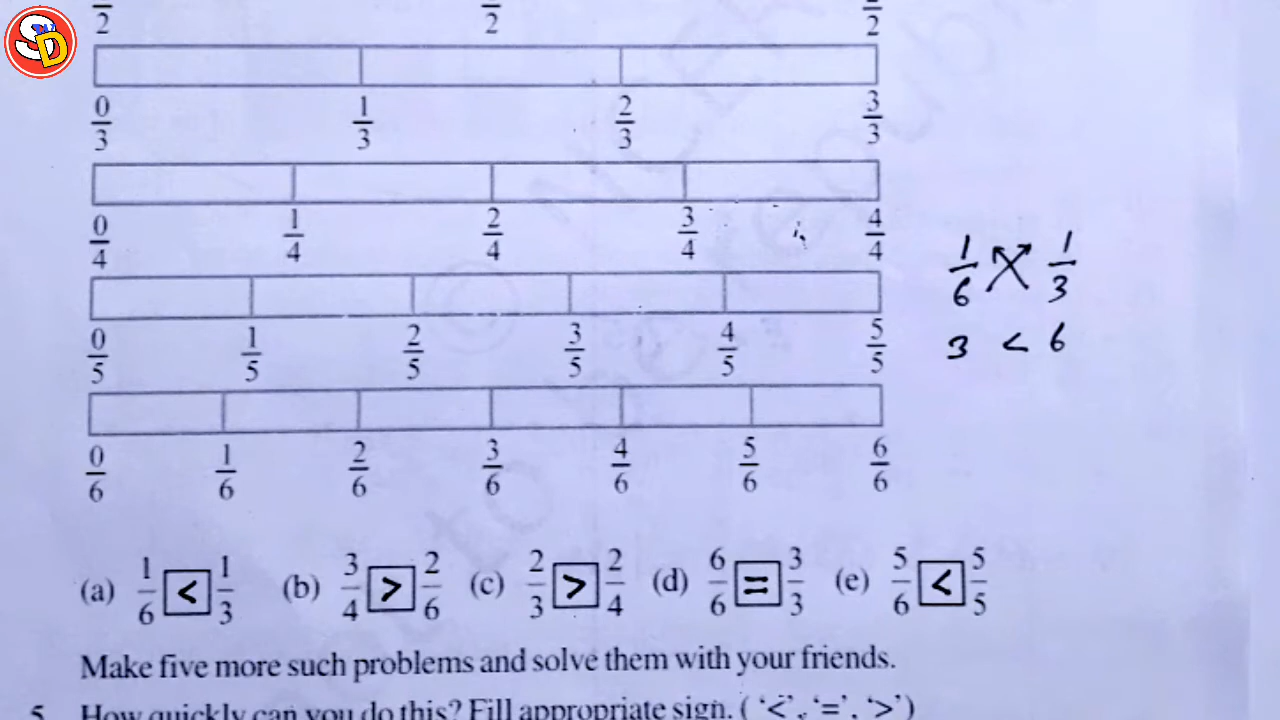 SD
2 2 2
0/3 1/3 2/3 3/3
0/4 1/4 2/4 3/4 4/4
0/5 1/5 2/5 3/5 4/5 5/5
0/6 1/6 2/6 3/6 4/6 5/6 6/6
1/6 X 1/3
3 < 6
(a) 1/6 < 1/3 (b) 3/4 > 2/6 (c) 2/3 > 2/4 (d) 6/6 = 3/3 (e) 5/6 < 5/5
Make five more such problems and solve them with your friends.
5. How quickly can you do this? Fill appropriate sign. ( ‘<’, ‘=’, ‘>’)